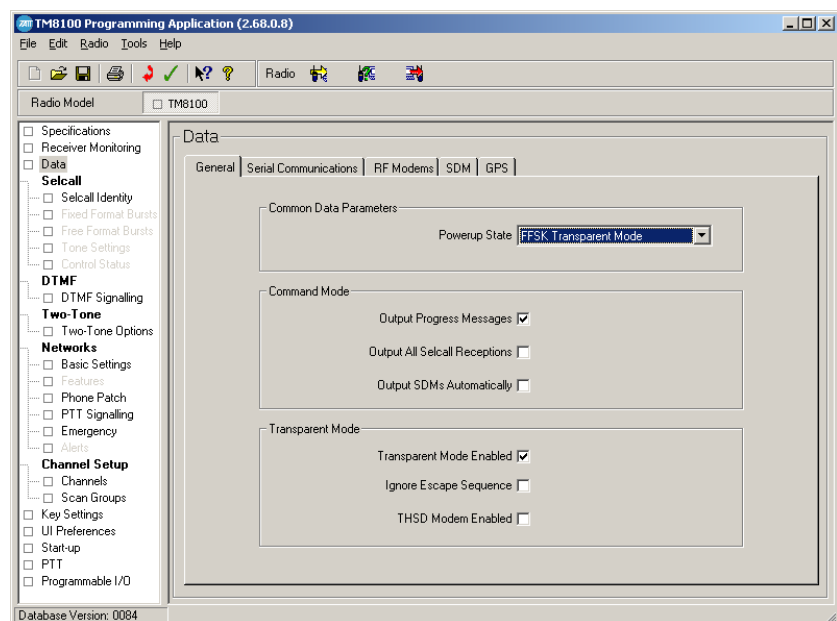 TM8100 Programming Application (2.68.0.8)
File Edit Radio Tools Help
Radio
Radio Model TM8100
Specifications
Receiver Monitoring
Data
Selcall
Selcall Identity
Fixed Format Bursts
Free Format Bursts
Tone Settings
Control Status
DTMF
DTMF Signalling
Two-Tone
Two-Tone Options
Networks
Basic Settings
Features
Phone Patch
PTT Signalling
Emergency
Alerts
Channel Setup
Channels
Scan Groups
Key Settings
UI Preferences
Start-up
PTT
Programmable I/O
Data
General Serial Communications RF Modems SDM GPS
Common Data Parameters
Powerup State FFSK Transparent Mode
Command Mode
Output Progress Messages
Output All Selcall Receptions
Output SDMs Automatically
Transparent Mode
Transparent Mode Enabled
Ignore Escape Sequence
THSD Modem Enabled
Database Version: 0084